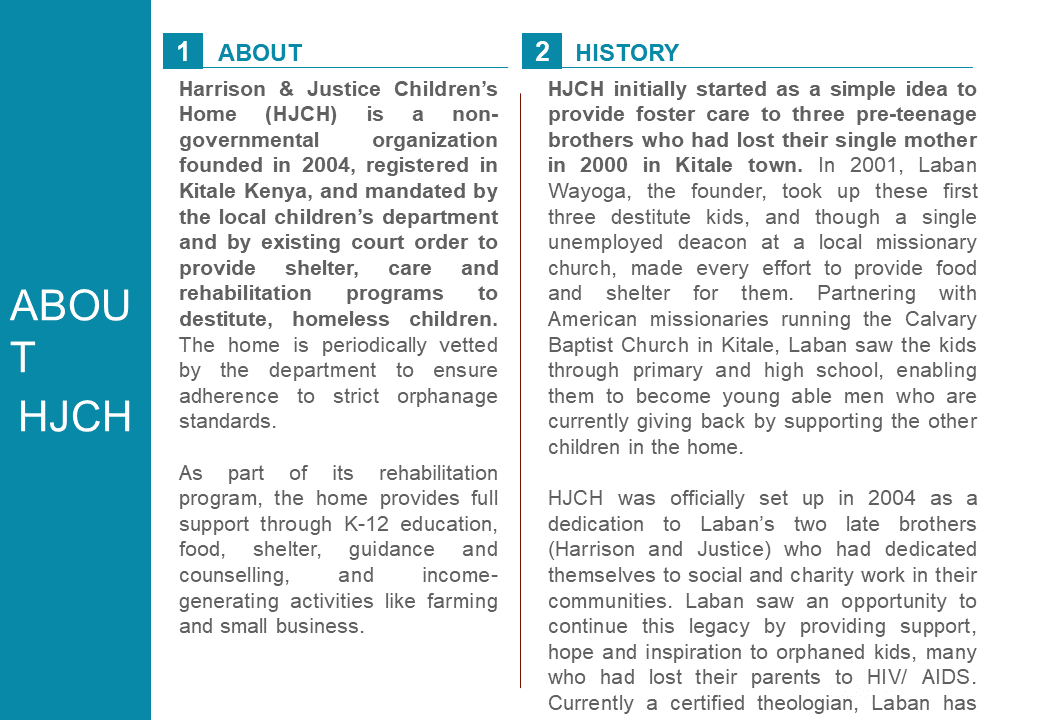 ABOU
T
HJCH
1 ABOUT
Harrison & Justice Children’s
Home (HJCH) is a non-
governmental organization
founded in 2004, registered in
Kitale Kenya, and mandated by
the local children’s department
and by existing court order to
provide shelter, care and
rehabilitation programs to
destitute, homeless children.
The home is periodically vetted
by the department to ensure
adherence to strict orphanage
standards.
As part of its rehabilitation
program, the home provides full
support through K-12 education,
food, shelter, guidance and
counselling, and income-
generating activities like farming
and small business.
2 HISTORY
HJCH initially started as a simple idea to
provide foster care to three pre-teenage
brothers who had lost their single mother
in 2000 in Kitale town. In 2001, Laban
Wayoga, the founder, took up these first
three destitute kids, and though a single
unemployed deacon at a local missionary
church, made every effort to provide food
and shelter for them. Partnering with
American missionaries running the Calvary
Baptist Church in Kitale, Laban saw the kids
through primary and high school, enabling
them to become young able men who are
currently giving back by supporting the other
children in the home.
HJCH was officially set up in 2004 as a
dedication to Laban’s two late brothers
(Harrison and Justice) who had dedicated
themselves to social and charity work in their
communities. Laban saw an opportunity to
continue this legacy by providing support,
hope and inspiration to orphaned kids, many
who had lost their parents to HIV/ AIDS.
Currently a certified theologian, Laban has